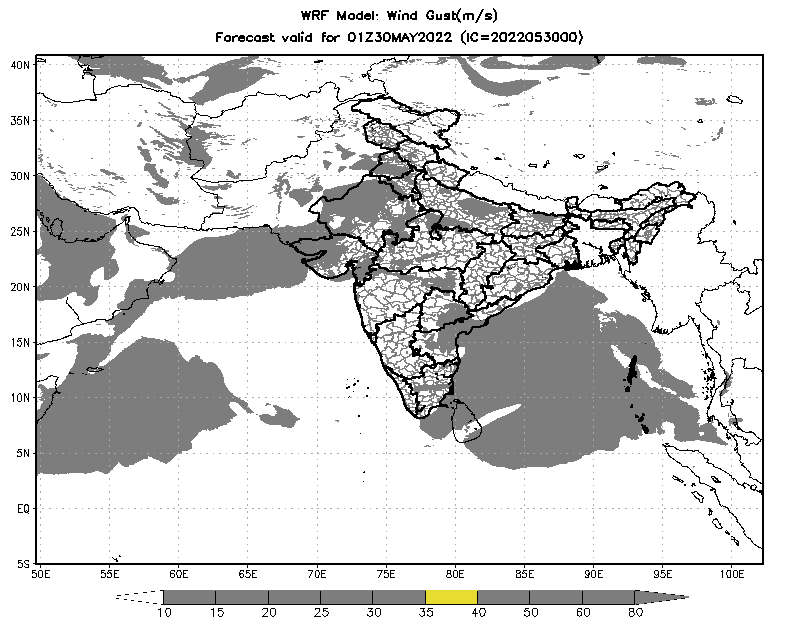 WRF Model: Wind Gust(m/s)
Forecast valid for 01Z30MAY2022 (IC=2022053000)
40N
35N
30N
25N
20N
15N
10N
5N
EQ
5S
50E 55E 60E 65E 70E 75E 80E 85E 90E 95E 100E
10 15 20 25 30 35 40 50 60 80